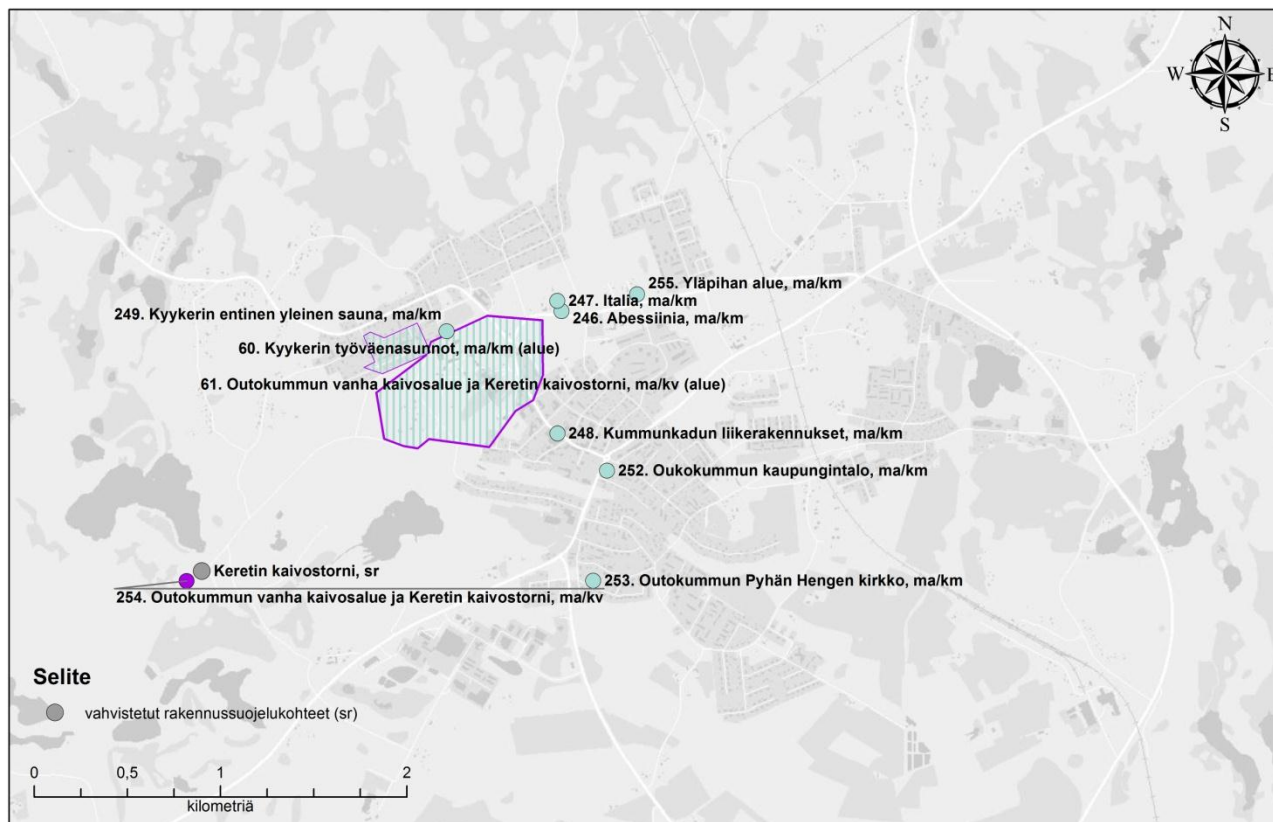 N
W E
S
255. Yläpihan alue, ma/km
247. Italia, ma/km
249. Kyykerin entinen yleinen sauna, ma/km
246. Abessiinia, ma/km
60. Kyykerin työväenasunnot, ma/km (alue)
61. Outokummun vanha kaivosalue ja Keretin kaivostorni, ma/kv (alue)
248. Kummunkadun liikerakennukset, ma/km
252. Oukokummun kaupungintalo, ma/km
Keretin kaivostorni, sr
253. Outokummun Pyhän Hengen kirkko, ma/km
254. Outokummun vanha kaivosalue ja Keretin kaivostorni, ma/kv
Selite
vahvistetut rakennussuojelukohteet (sr)
0 0,5 1 2
kilometriä